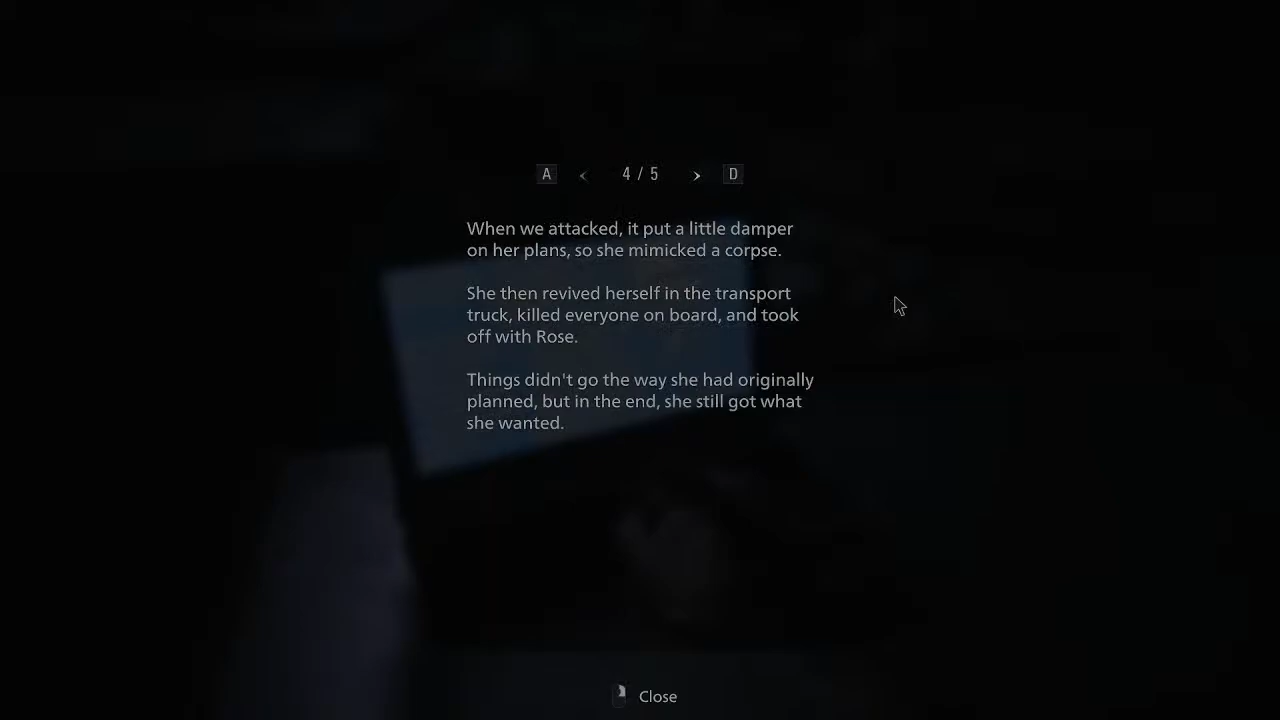 A < 4 / 5 > D
When we attacked, it put a little damper
on her plans, so she mimicked a corpse.
She then revived herself in the transport
truck, killed everyone on board, and took
off with Rose.
Things didn't go the way she had originally
planned, but in the end, she still got what
she wanted.
Close